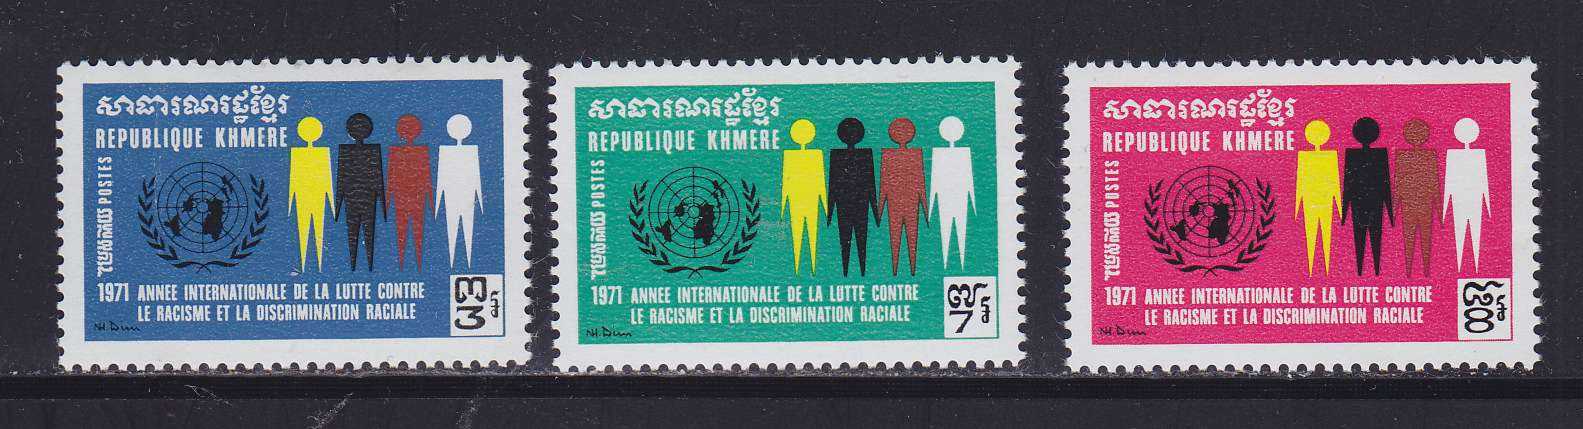 សាធារណរដ្ឋខ្មែរ
REPUBLIQUE KHMERE
POSTES
1971 ANNEE INTERNATIONALE DE LA LUTTE CONTRE
LE RACISME ET LA DISCRIMINATION RACIALE
៣៛
3
សាធារណរដ្ឋខ្មែរ
REPUBLIQUE KHMERE
POSTES
1971 ANNEE INTERNATIONALE DE LA LUTTE CONTRE
LE RACISME ET LA DISCRIMINATION RACIALE
៧៛
7
សាធារណរដ្ឋខ្មែរ
REPUBLIQUE KHMERE
POSTES
1971 ANNEE INTERNATIONALE DE LA LUTTE CONTRE
LE RACISME ET LA DISCRIMINATION RACIALE
៨៛
8